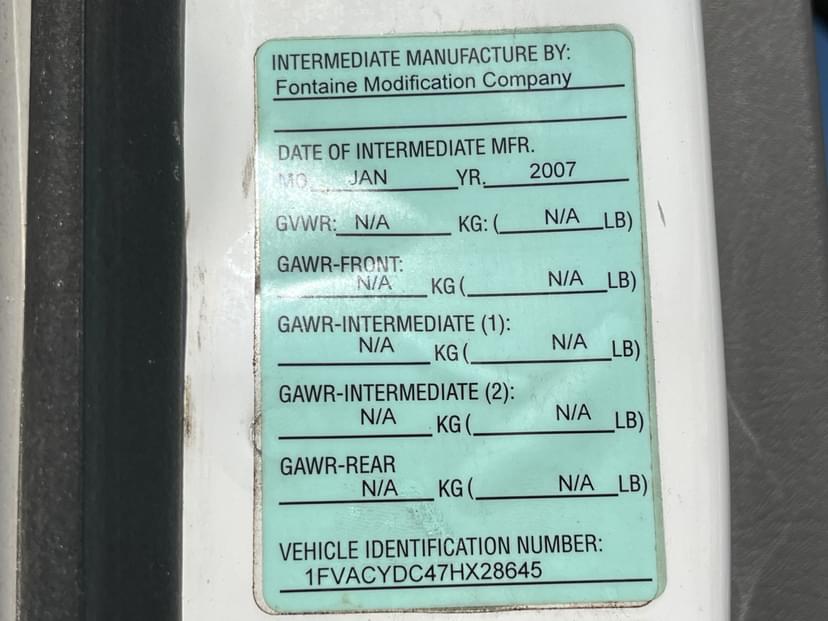 INTERMEDIATE MANUFACTURE BY:
Fontaine Modification Company
DATE OF INTERMEDIATE MFR.
MO. JAN YR. 2007
GVWR: N/A KG: ( N/A LB)
GAWR-FRONT:
N/A KG ( N/A LB)
GAWR-INTERMEDIATE (1):
N/A KG ( N/A LB)
GAWR-INTERMEDIATE (2):
N/A KG ( N/A LB)
GAWR-REAR
N/A KG ( N/A LB)
VEHICLE IDENTIFICATION NUMBER:
1FVACYDC47HX28645